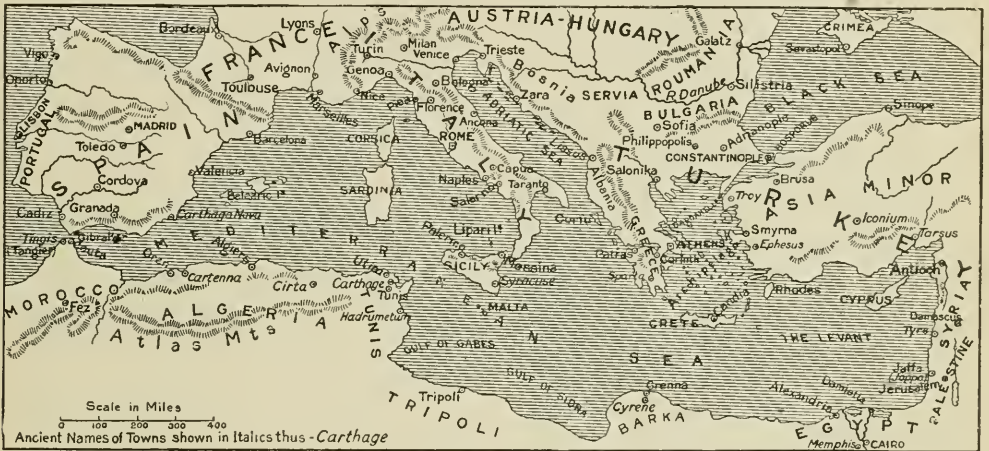 Bordeaux
Lyons
ALPS
AUSTRIA-HUNGARY
CRIMEA
Vigo
FRANCE
Turin
Milan
Venice
Trieste
Galatz
Sevastopol
Oporto
Avignon
Genoa
Bologna
Bosnia
ROUMANIA
Toulouse
Nice
Pisa
Florence
Zara
SERVIA
R. Danube
Silistria
BLACK SEA
LISBON
Marseilles
Ancona
ADRIATIC SEA
BULGARIA
Sinope
PORTUGAL
MADRID
Barcelona
CORSICA
ROME
ITALY
Lissus
Sofia
Philippopolis
Adrianople
BOSPORUS
Toledo
SPAIN
CONSTANTINOPLE
Valencia
Capua
Albania
Salonika
Brusa
Cordova
Balearic Is
SARDINIA
Naples
Taranto
TURKEY
Troy
ASIA MINOR
Granada
Salerno
Cadiz
Carthago Nova
Corfu
GREECE
Smyrna
Iconium
Tingis
(Tangier)
Gibraltar
Ceuta
MEDITERRANEAN SEA
Lipari I
ATHENS
Ephesus
Tarsus
Oran
Algiers
Palermo
Patras
Corinth
Cartenna
Utica
SICILY
Messina
Sparta
Archipelago
Antioch
MOROCCO
Cirta
Carthage
Syracuse
Rhodes
Fez
ALGERIA
Tunis
Candia
CYPRUS
SYRIA
Hadrumetum
MALTA
CRETE
Damascus
Atlas Mts
TUNIS
Tyre
GULF OF GABES
THE LEVANT
Jaffa
(Joppa)
GULF OF SIDRA
Damietta
Jerusalem
PALESTINE
Tripoli
Grenna
Alexandria
Scale in Miles
TRIPOLI
Cyrene
0 100 200 300 400
BARKA
EGYPT
Ancient Names of Towns shown in Italics thus - Carthage
Memphis
CAIRO